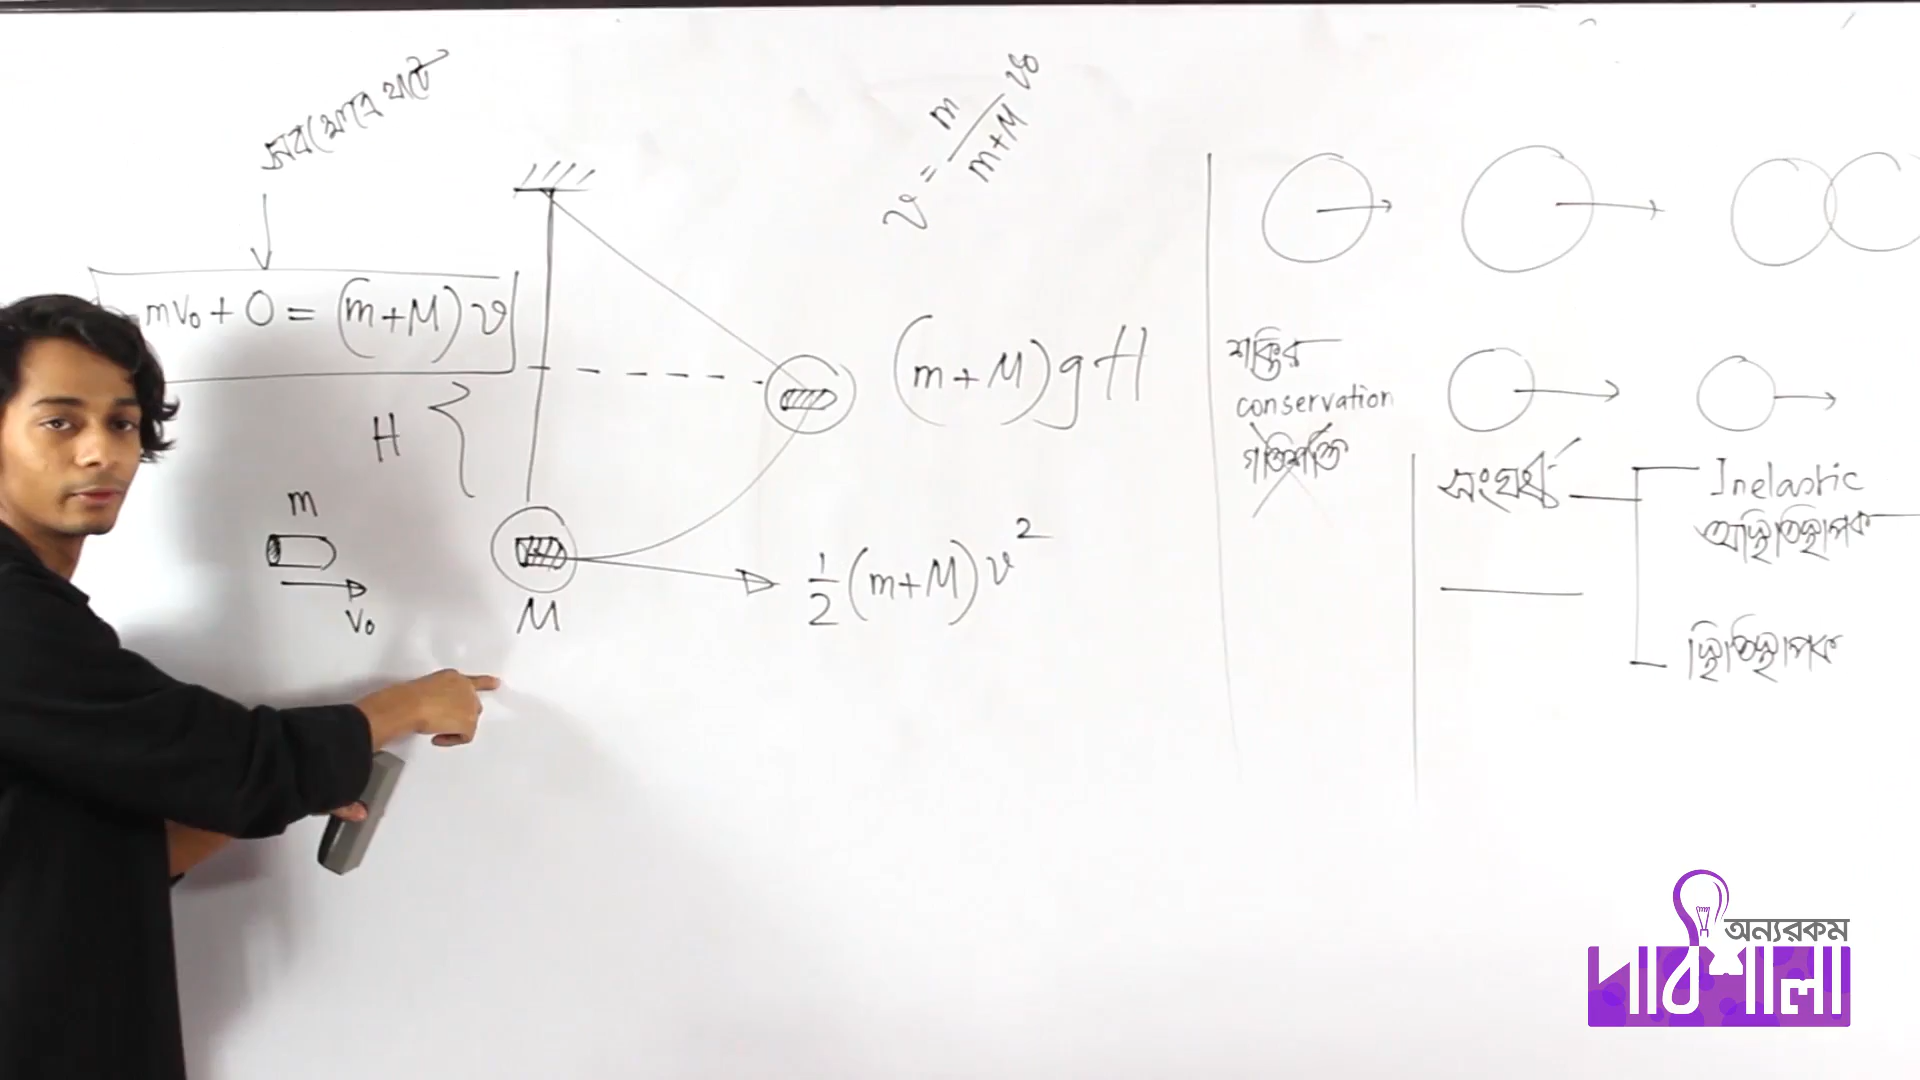 সবক্ষেত্রে খাটে
mv₀ + 0 = (m+M) v
v = m/(m+M) v₀
H
(m+M)gH
m
v₀
M
½(m+M)v²
শক্তির
conservation
গতিশক্তি
সংঘর্ষ
Inelastic
অস্থিতিস্থাপক
স্থিতিস্থাপক
অন্যরকম
পাঠশালা